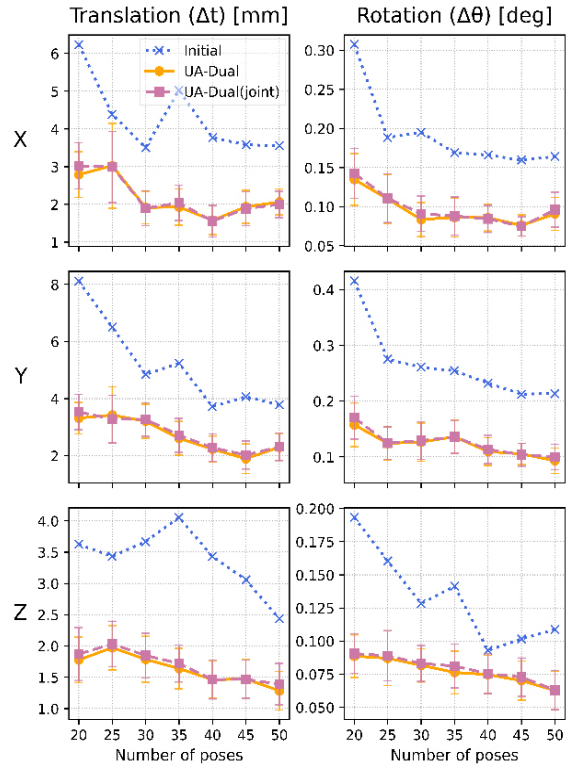 Translation (Δt) [mm]
Rotation (Δθ) [deg]
Initial
UA-Dual
UA-Dual(joint)
X
6
5
4
3
2
1
0.30
0.25
0.20
0.15
0.10
0.05
Y
8
6
4
2
0.4
0.3
0.2
0.1
Z
4.0
3.5
3.0
2.5
2.0
1.5
1.0
0.200
0.175
0.150
0.125
0.100
0.075
0.050
20 25 30 35 40 45 50
20 25 30 35 40 45 50
Number of poses
Number of poses